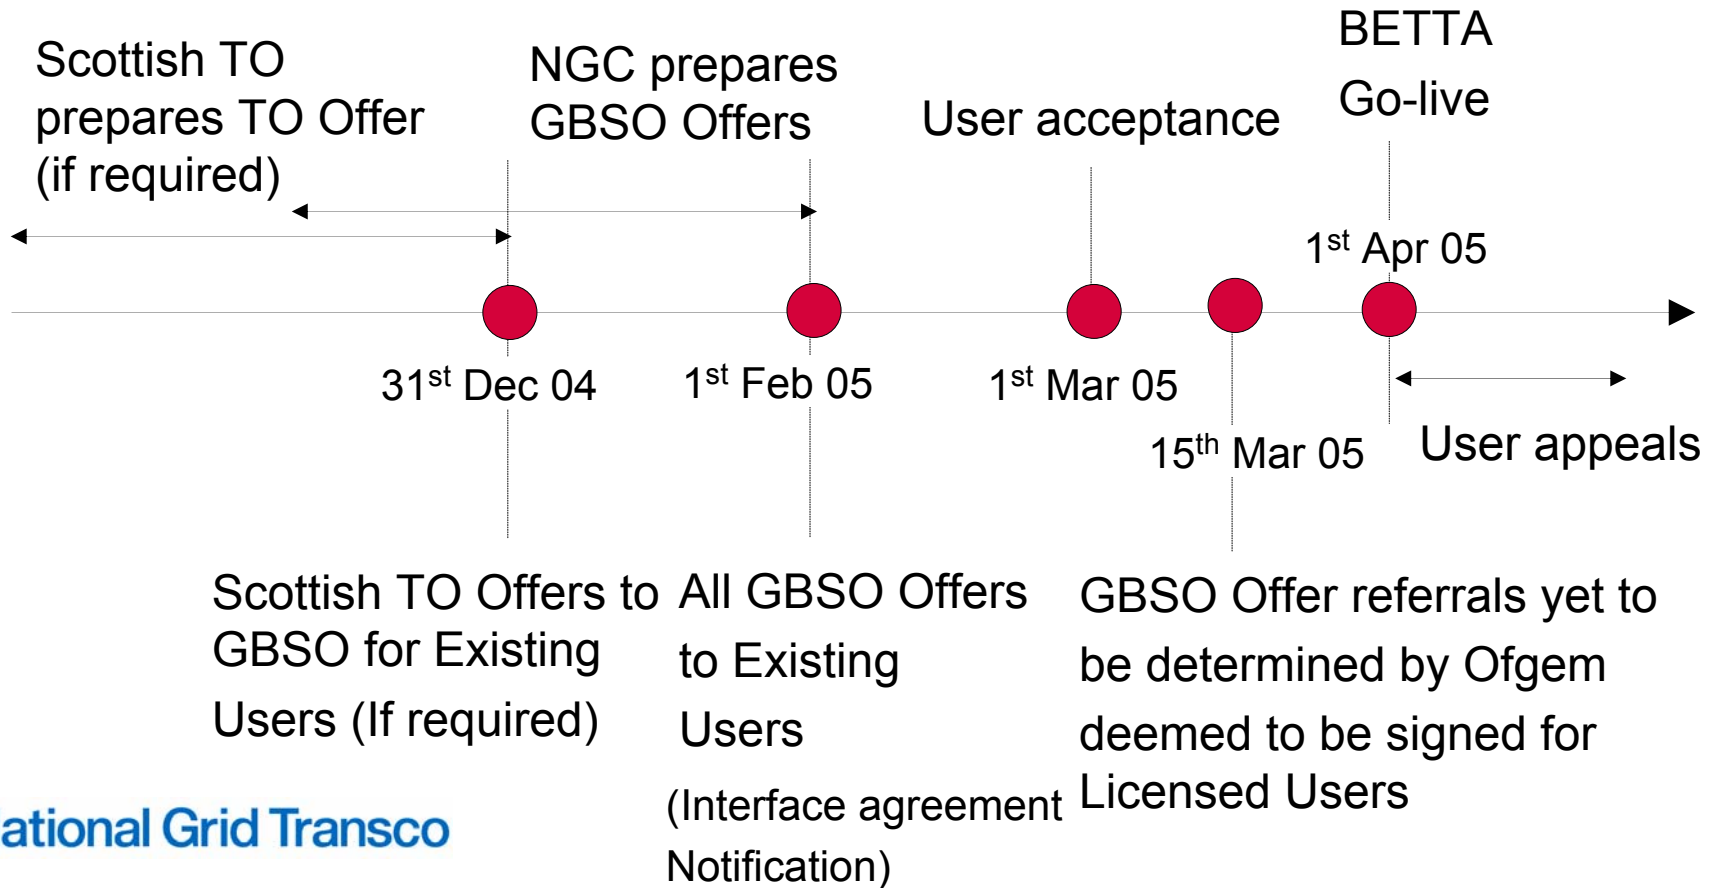 Scottish TO
prepares TO Offer
(if required)
NGC prepares
GBSO Offers
User acceptance
BETTA
Go-live
1st Apr 05
31st Dec 04
1st Feb 05
1st Mar 05
15th Mar 05
User appeals
Scottish TO Offers to
GBSO for Existing
Users (If required)
All GBSO Offers
to Existing
Users
(Interface agreement
Notification)
GBSO Offer referrals yet to
be determined by Ofgem
deemed to be signed for
Licensed Users
ational Grid Transco